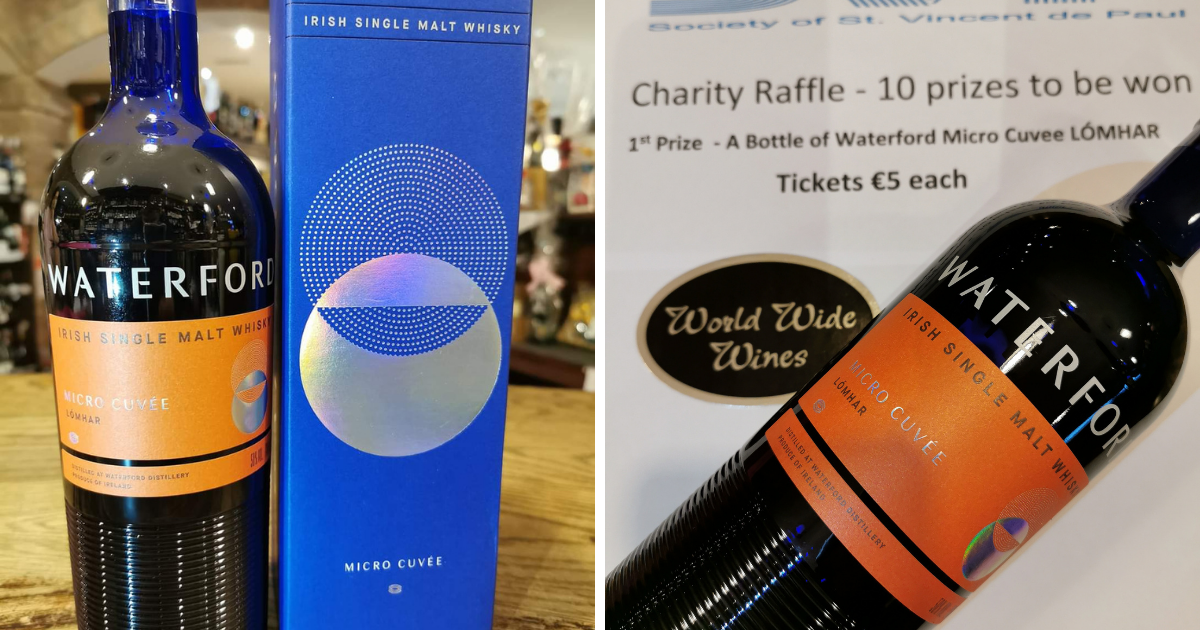 WATERFORD
IRISH SINGLE MALT WHISKY
MICRO CUVÉE
LÓMHAR
DISTILLED AT WATERFORD DISTILLERY
PRODUCE OF IRELAND
IRISH SINGLE MALT WHISKY
MICRO CUVÉE
Society of St. Vincent de Paul
Charity Raffle - 10 prizes to be won
1st Prize - A Bottle of Waterford Micro Cuvee LÓMHAR
Tickets €5 each
World Wide
Wines
WATERFOR
IRISH SINGLE MALT WHISK
MICRO CUVÉE
LÓMHAR
DISTILLED AT WATERFORD DISTILLERY
PRODUCE OF IRELAND